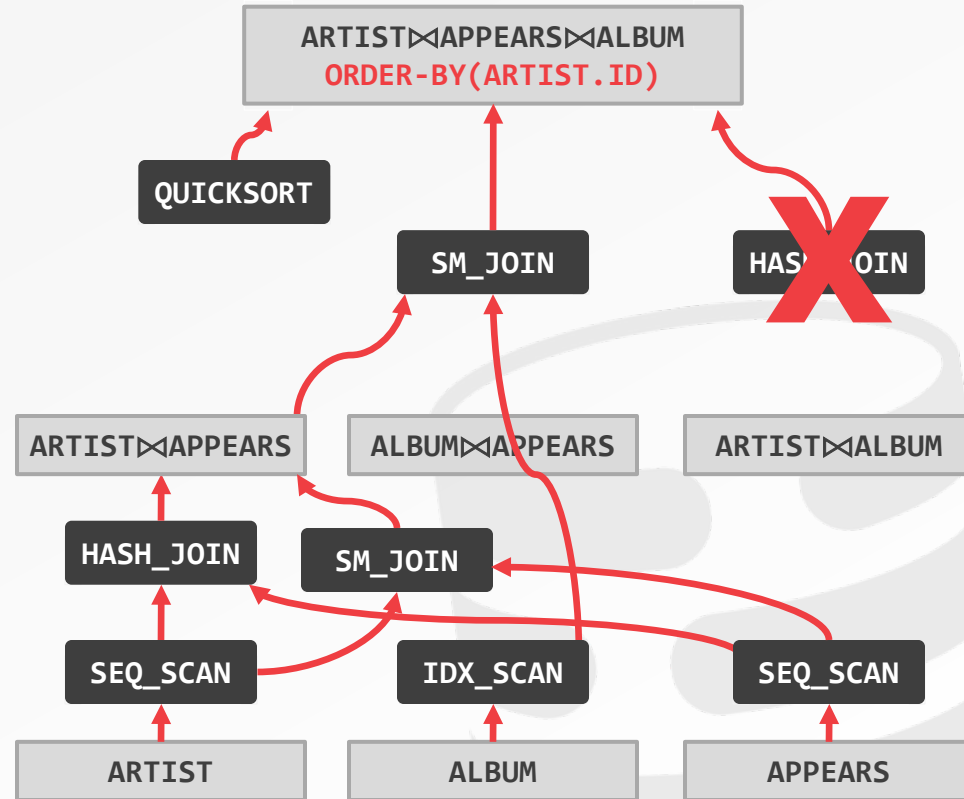 ARTIST⋈APPEARS⋈ALBUM
ORDER-BY(ARTIST.ID)
QUICKSORT
SM_JOIN
HASH_JOIN
X
ARTIST⋈APPEARS
ALBUM⋈APPEARS
ARTIST⋈ALBUM
HASH_JOIN
SM_JOIN
SEQ_SCAN
IDX_SCAN
SEQ_SCAN
ARTIST
ALBUM
APPEARS